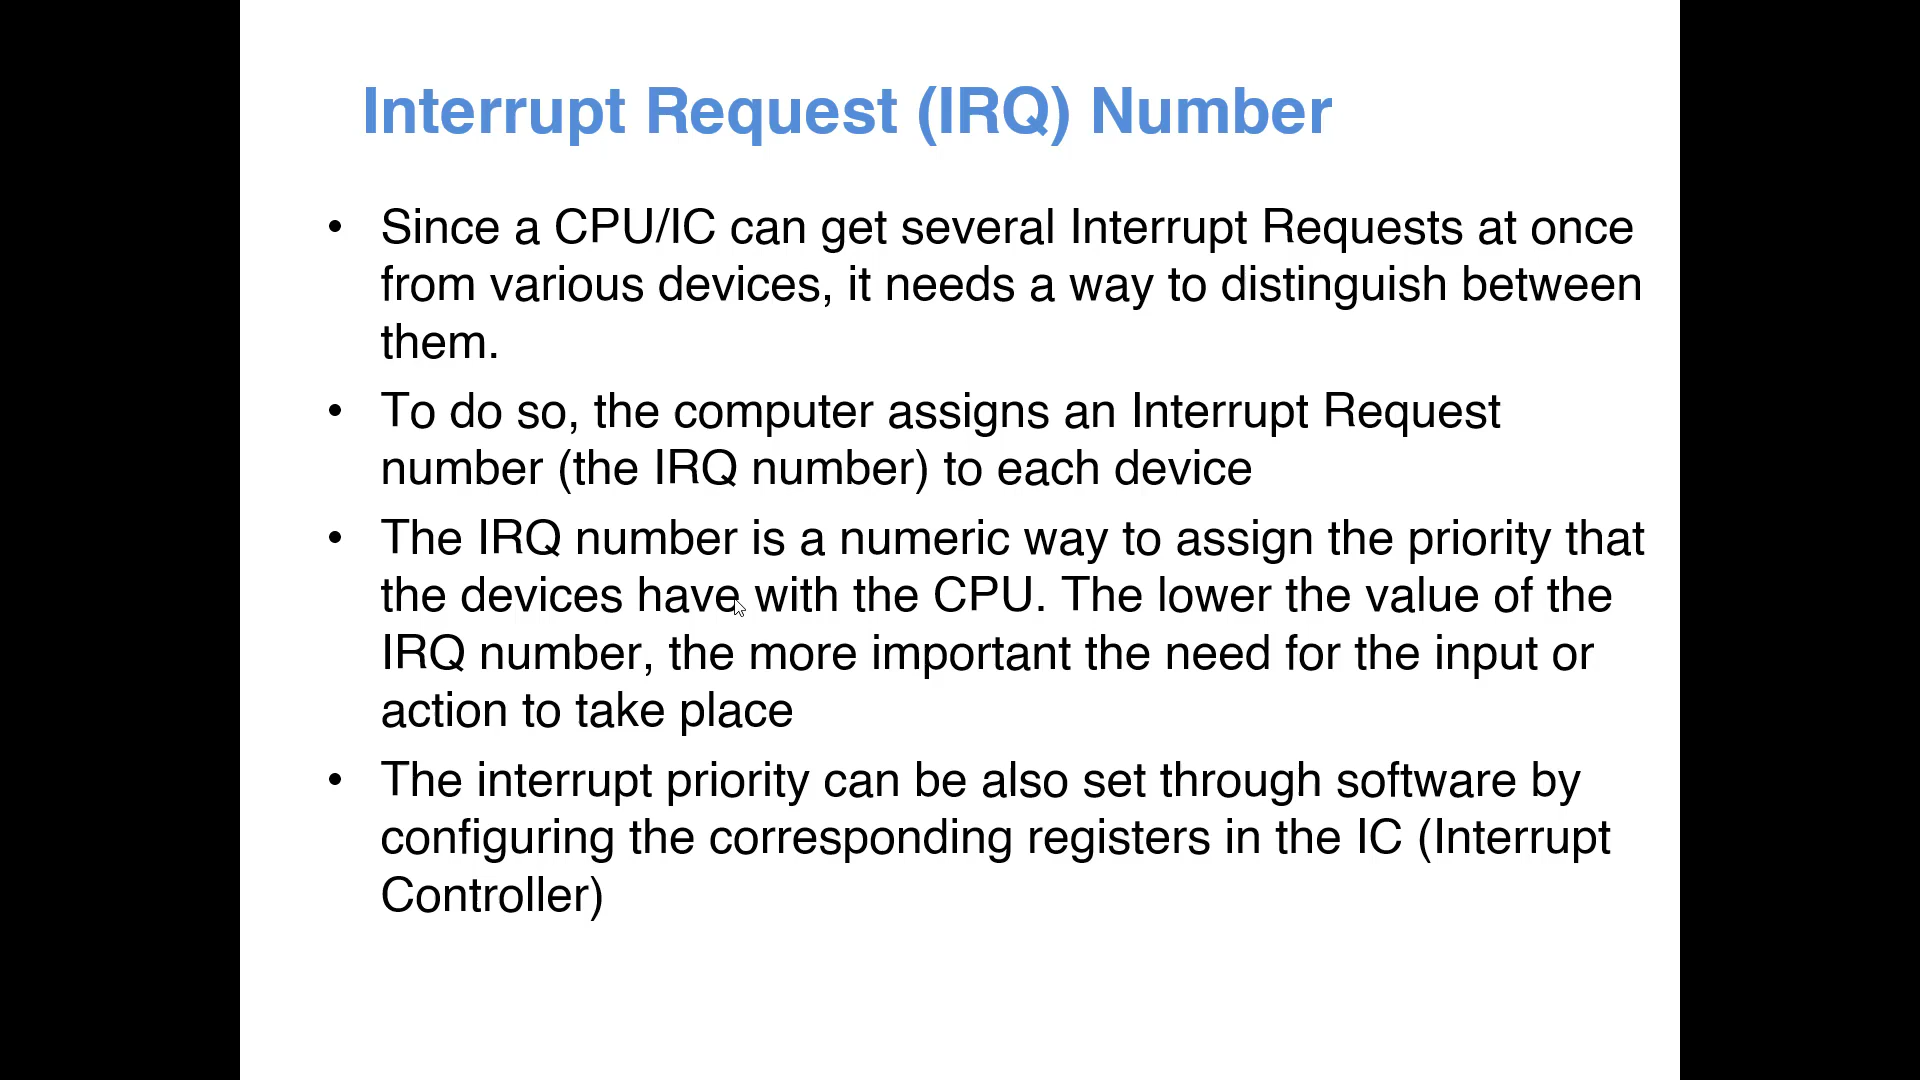 Interrupt Request (IRQ) Number
• Since a CPU/IC can get several Interrupt Requests at once
from various devices, it needs a way to distinguish between
them.
• To do so, the computer assigns an Interrupt Request
number (the IRQ number) to each device
• The IRQ number is a numeric way to assign the priority that
the devices have with the CPU. The lower the value of the
IRQ number, the more important the need for the input or
action to take place
• The interrupt priority can be also set through software by
configuring the corresponding registers in the IC (Interrupt
Controller)